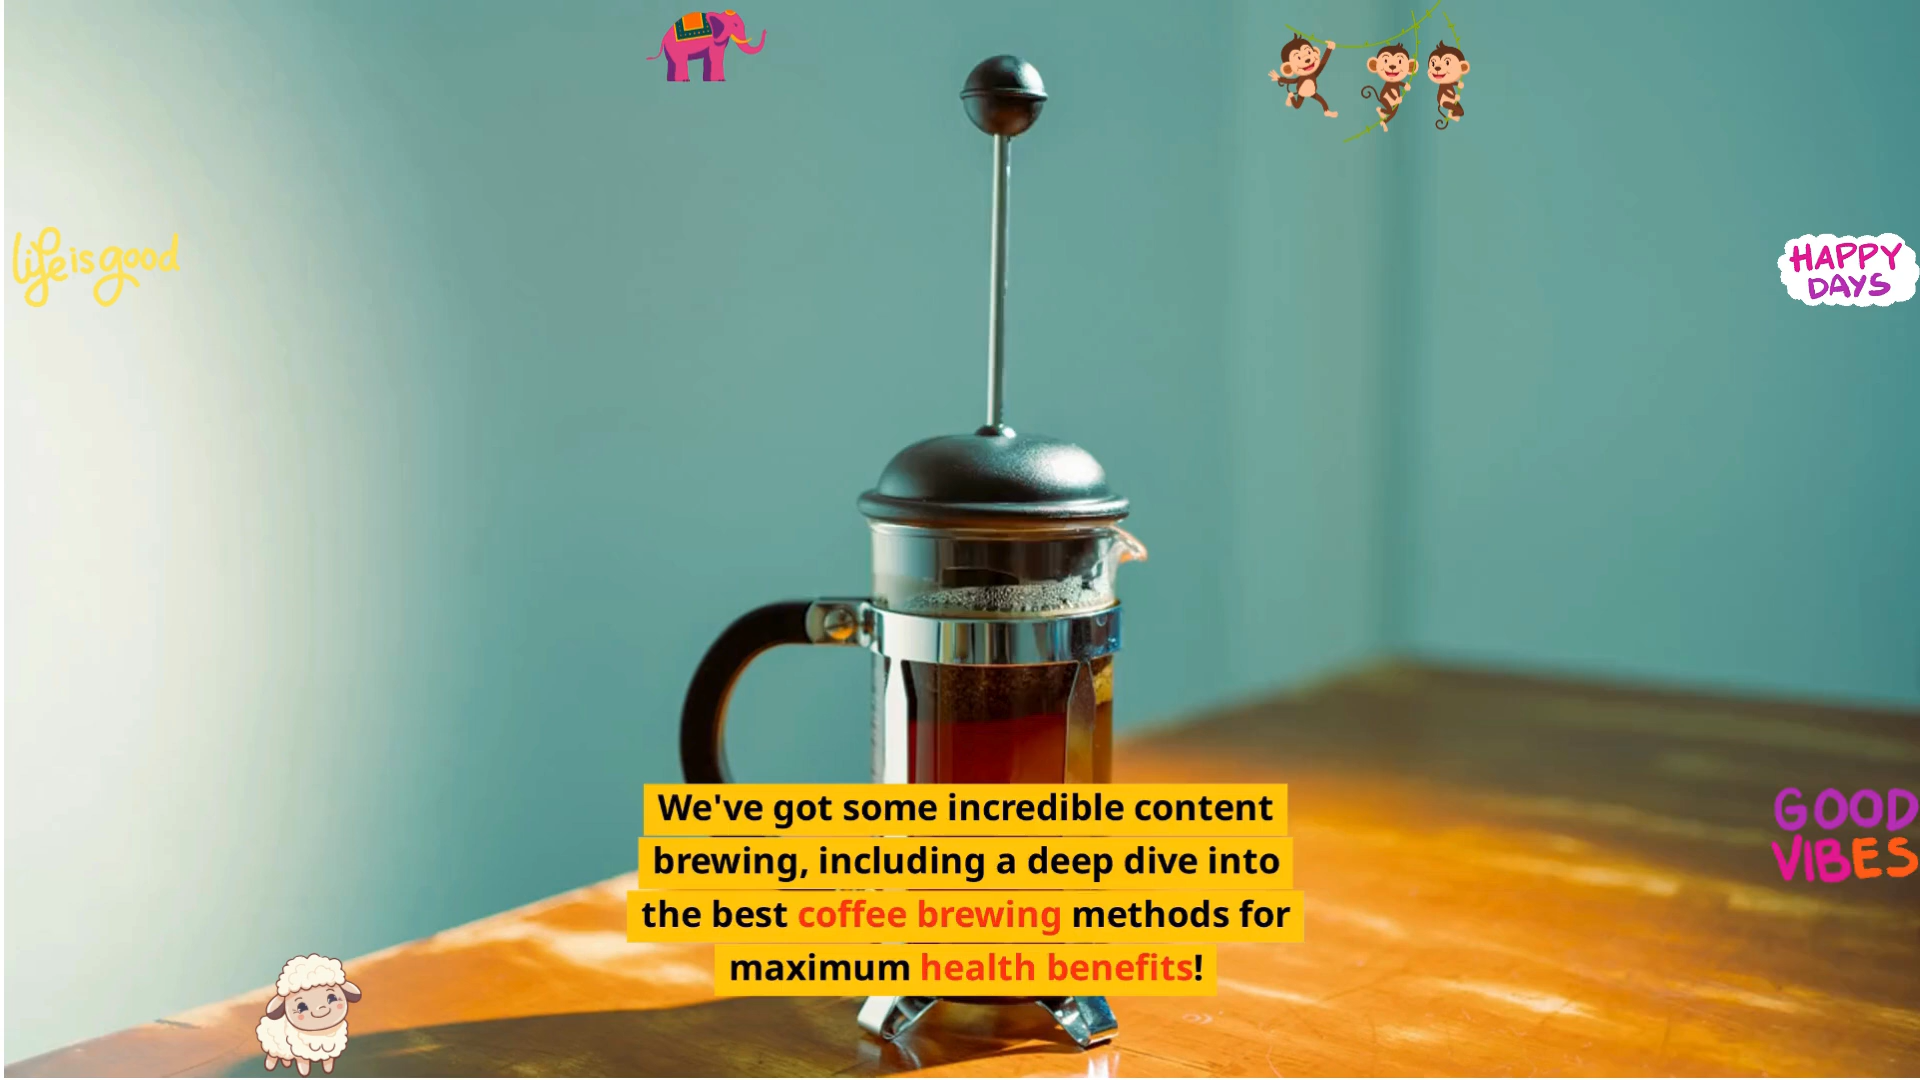 life is good
HAPPY
DAYS
We've got some incredible content
brewing, including a deep dive into
the best coffee brewing methods for
maximum health benefits!
GOOD
VIBES